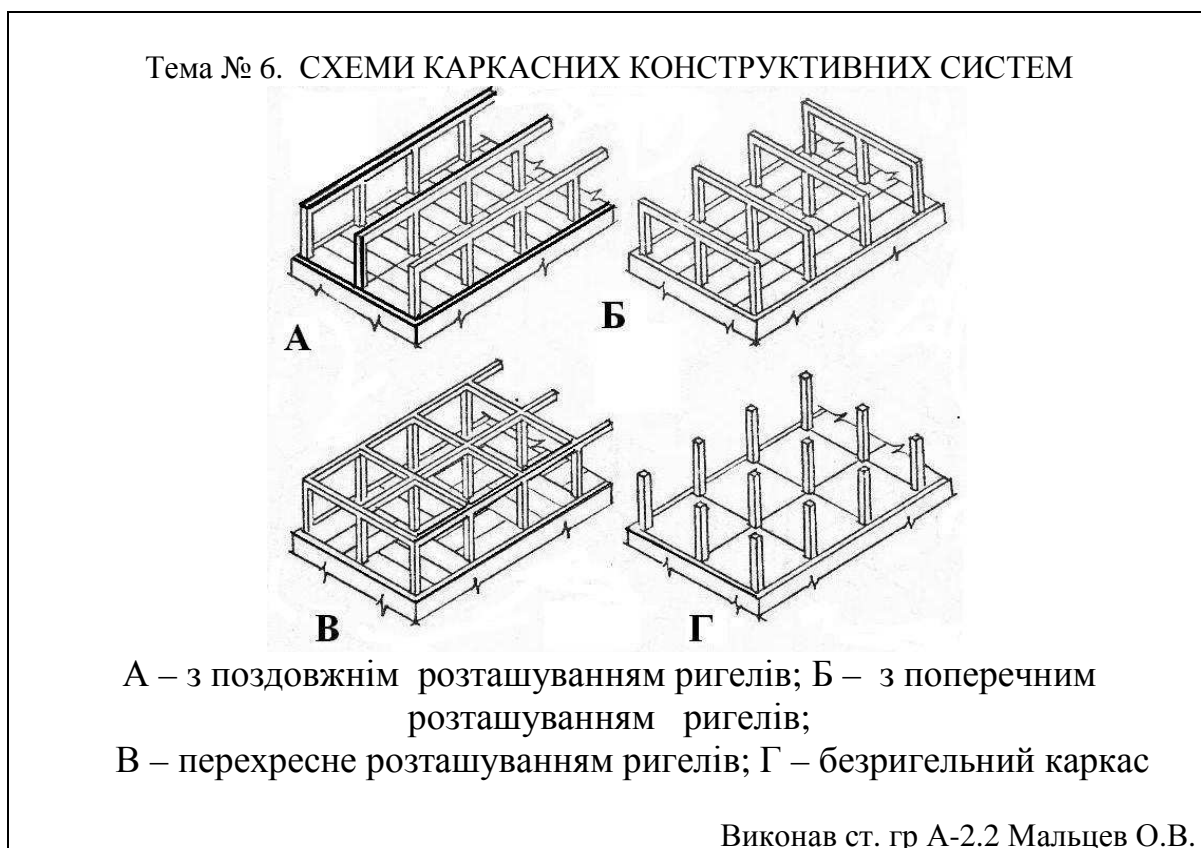 Тема № 6. СХЕМИ КАРКАСНИХ КОНСТРУКТИВНИХ СИСТЕМ
А
Б
В
Г
А – з поздовжнім розташуванням ригелів; Б – з поперечним
розташуванням ригелів;
В – перехресне розташуванням ригелів; Г – безригельний каркас
Виконав ст. гр А-2.2 Мальцев О.В.